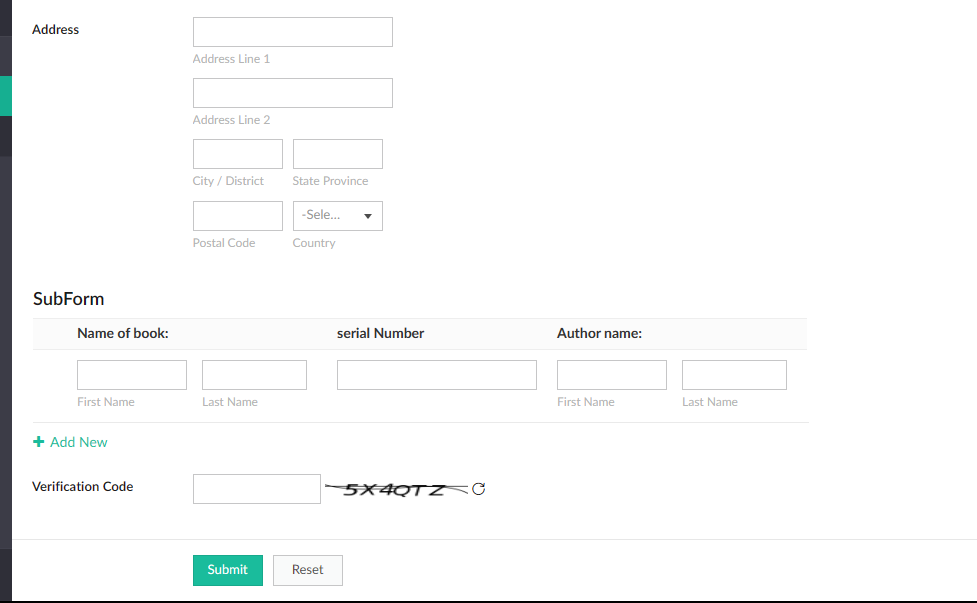 Address
Address Line 1
Address Line 2
City / District State Province
-Sele...
Postal Code Country
SubForm
Name of book: serial Number Author name:
First Name Last Name First Name Last Name
Add New
Verification Code 5X4QTZ
Submit Reset